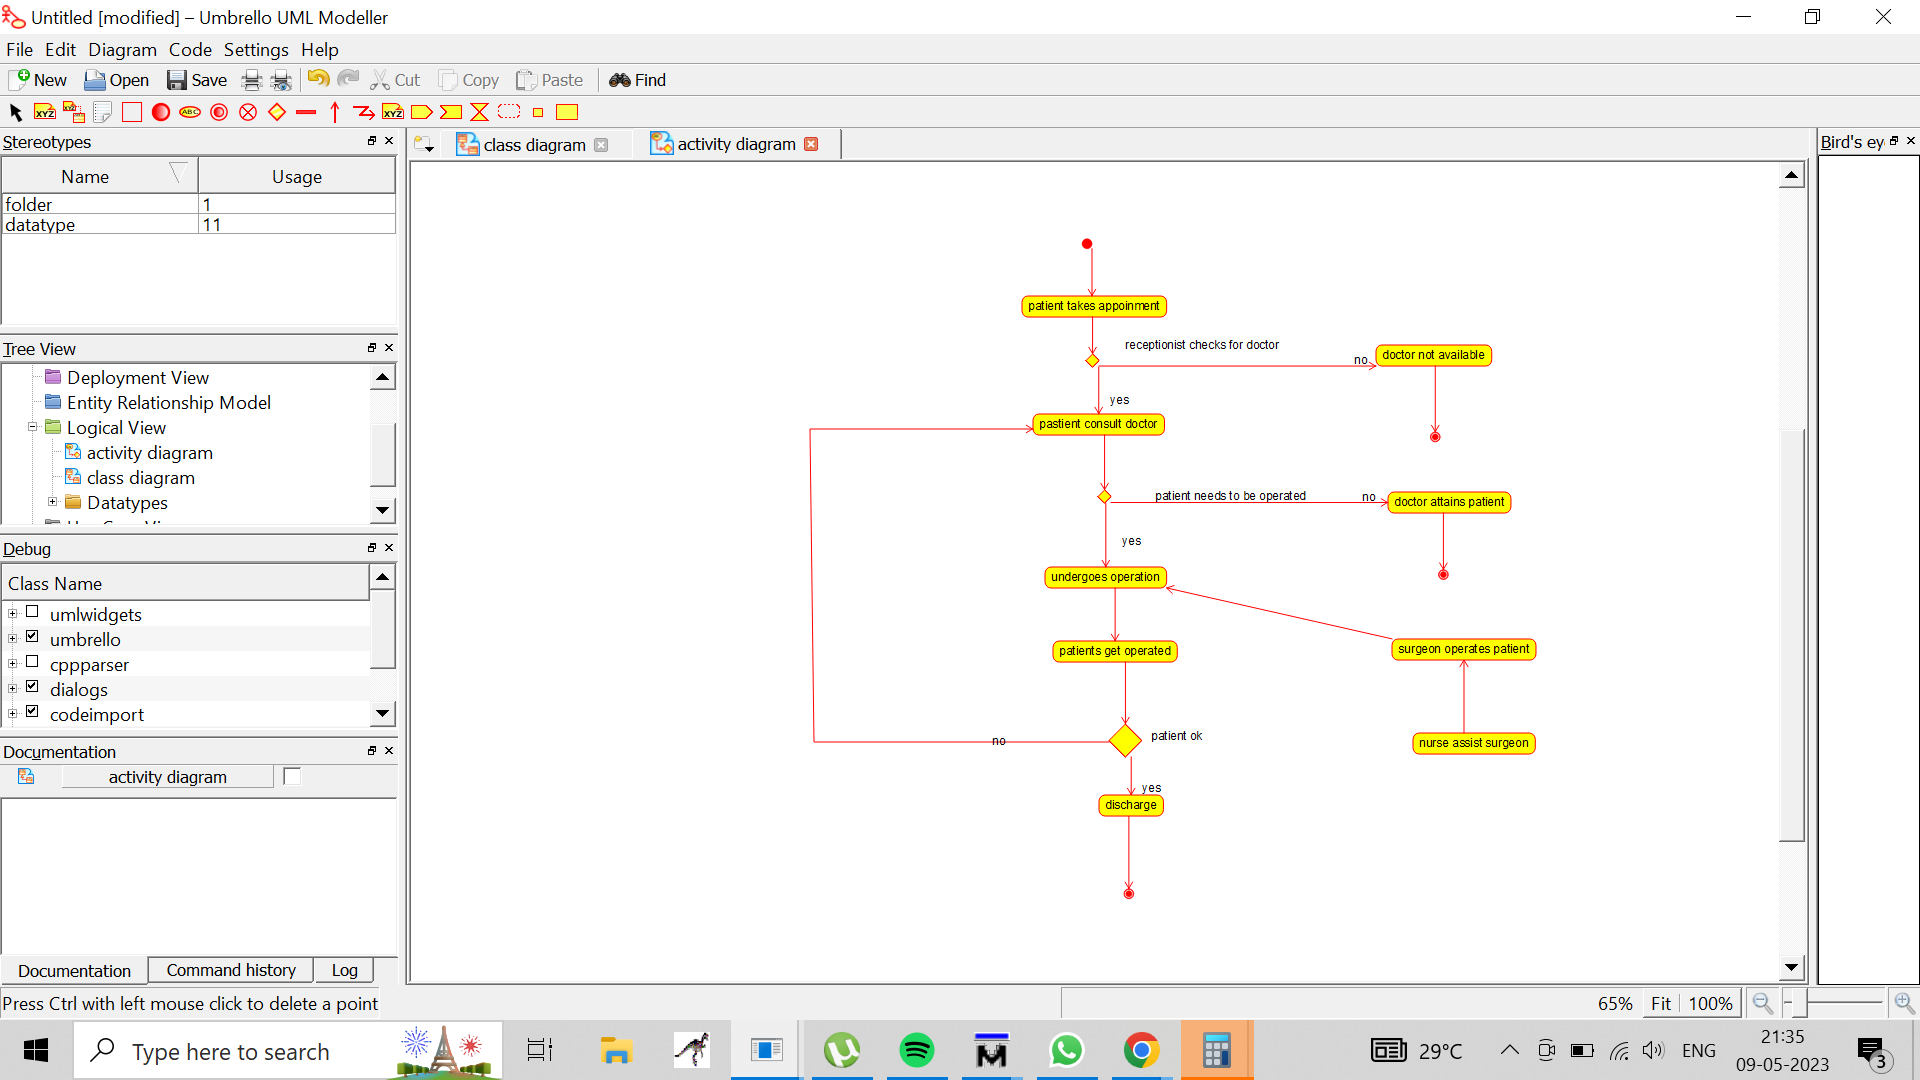 Untitled [modified] – Umbrello UML Modeller
File Edit Diagram Code Settings Help
New Open Save Cut Copy Paste Find
XYZ XYZ ABC XYZ
Stereotypes
Name Usage
folder 1
datatype 11
Tree View
Deployment View
Entity Relationship Model
Logical View
activity diagram
class diagram
Datatypes
Debug
Class Name
umlwidgets
umbrello
cppparser
dialogs
codeimport
Documentation
activity diagram
Documentation Command history Log
Press Ctrl with left mouse click to delete a point
class diagram activity diagram
Bird's ey
patient takes appoinment
receptionist checks for doctor
no
doctor not available
yes
pastient consult doctor
patient needs to be operated
no
doctor attains patient
yes
undergoes operation
patients get operated
surgeon operates patient
nurse assist surgeon
no
patient ok
yes
discharge
65% Fit 100%
Type here to search
29°C
ENG
21:35
09-05-2023
3